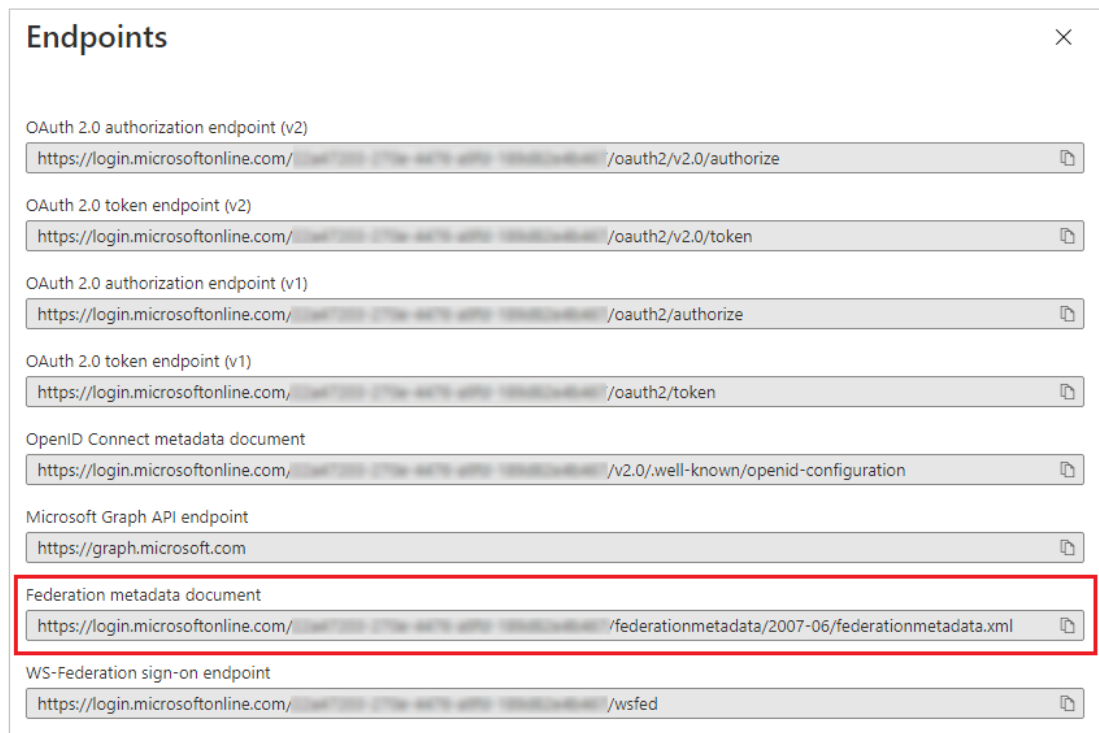 Endpoints
OAuth 2.0 authorization endpoint (v2)
https://login.microsoftonline.com/ /oauth2/v2.0/authorize
OAuth 2.0 token endpoint (v2)
https://login.microsoftonline.com/ /oauth2/v2.0/token
OAuth 2.0 authorization endpoint (v1)
https://login.microsoftonline.com/ /oauth2/authorize
OAuth 2.0 token endpoint (v1)
https://login.microsoftonline.com/ /oauth2/token
OpenID Connect metadata document
https://login.microsoftonline.com/ /v2.0/.well-known/openid-configuration
Microsoft Graph API endpoint
https://graph.microsoft.com
Federation metadata document
https://login.microsoftonline.com/ /federationmetadata/2007-06/federationmetadata.xml
WS-Federation sign-on endpoint
https://login.microsoftonline.com/ /wsfed